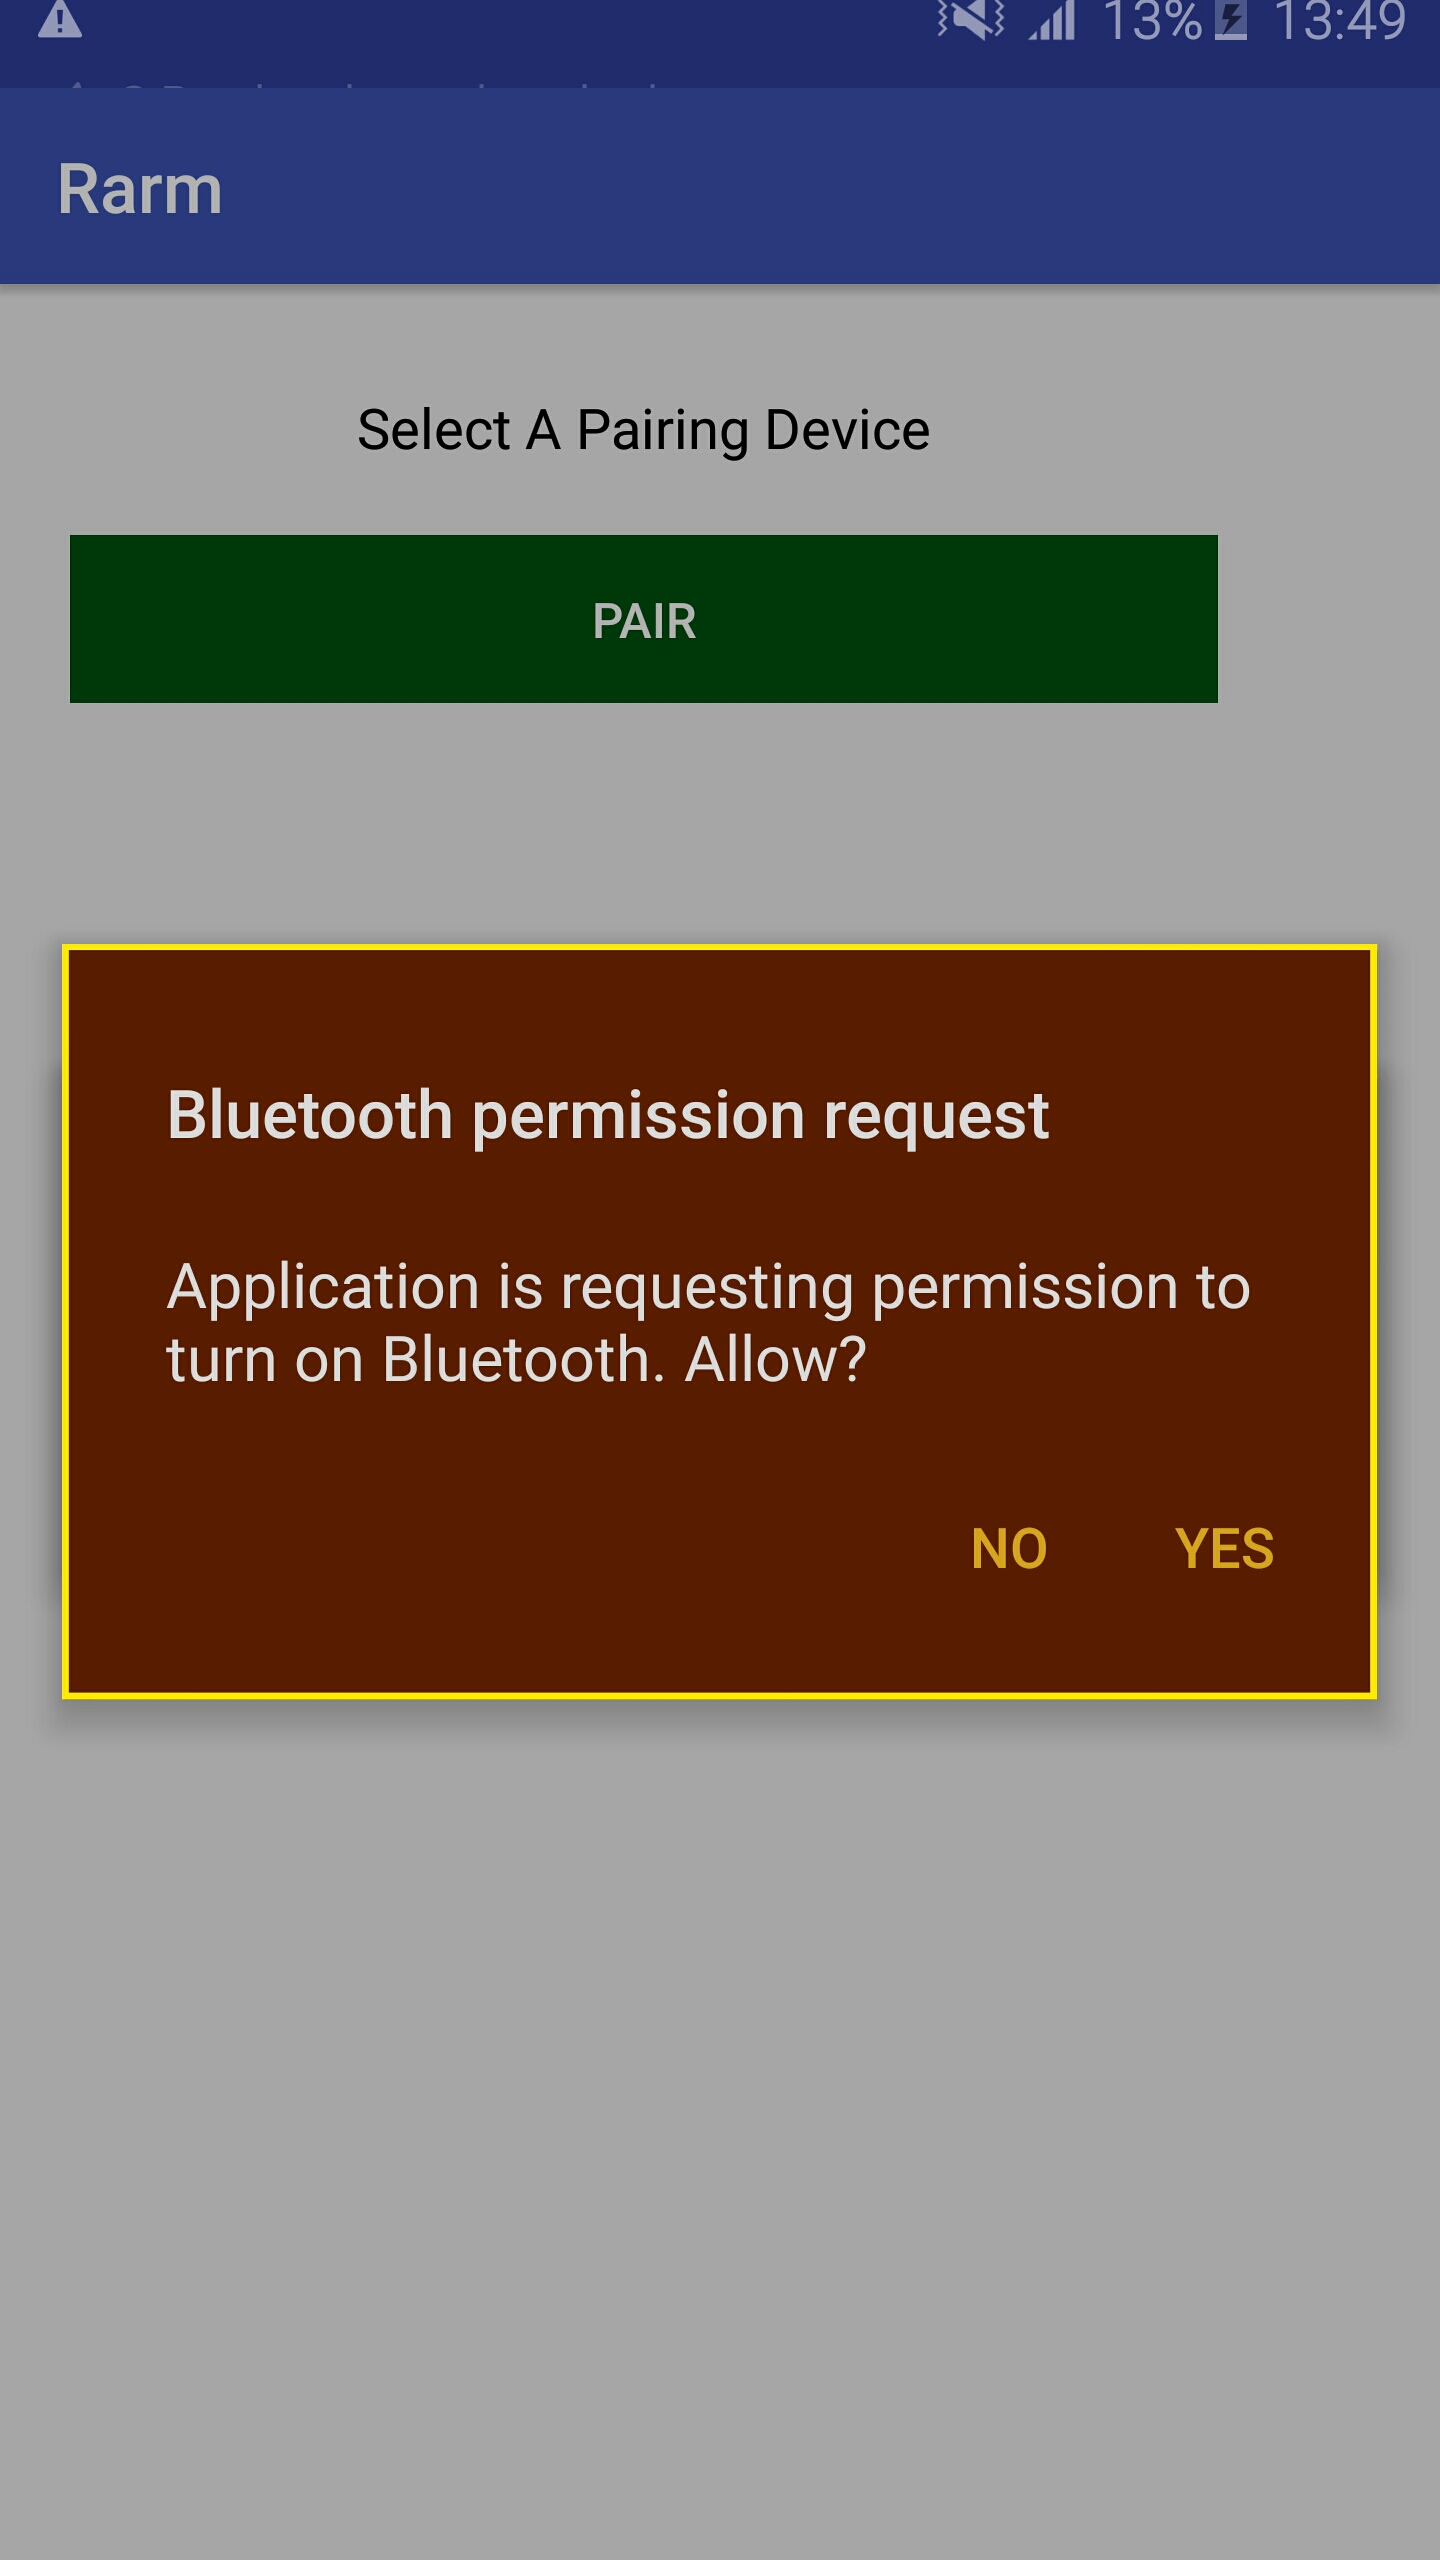 13% 13:49
Rarm
Select A Pairing Device
PAIR
Bluetooth permission request
Application is requesting permission to
turn on Bluetooth. Allow?
NO YES